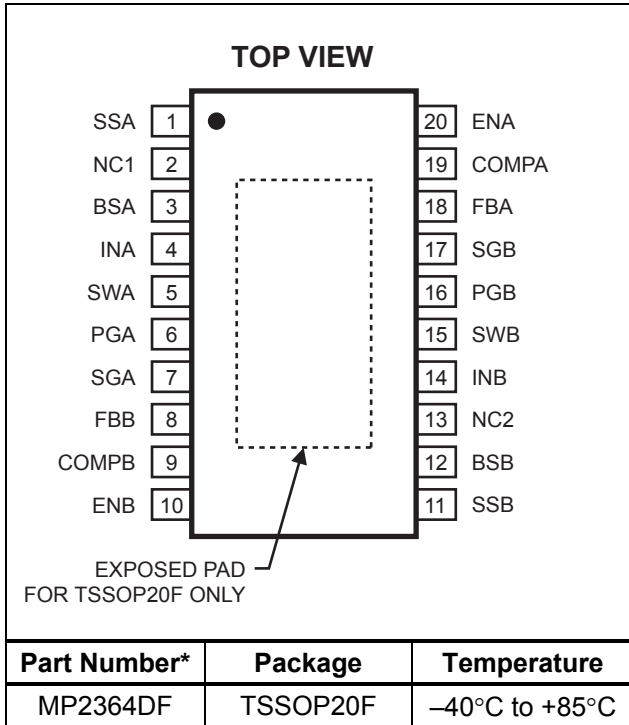 TOP VIEW
SSA 1 20 ENA
NC1 2 19 COMPA
BSA 3 18 FBA
INA 4 17 SGB
SWA 5 16 PGB
PGA 6 15 SWB
SGA 7 14 INB
FBB 8 13 NC2
COMPB 9 12 BSB
ENB 10 11 SSB
EXPOSED PAD
FOR TSSOP20F ONLY
Part Number* Package Temperature
MP2364DF TSSOP20F –40°C to +85°C